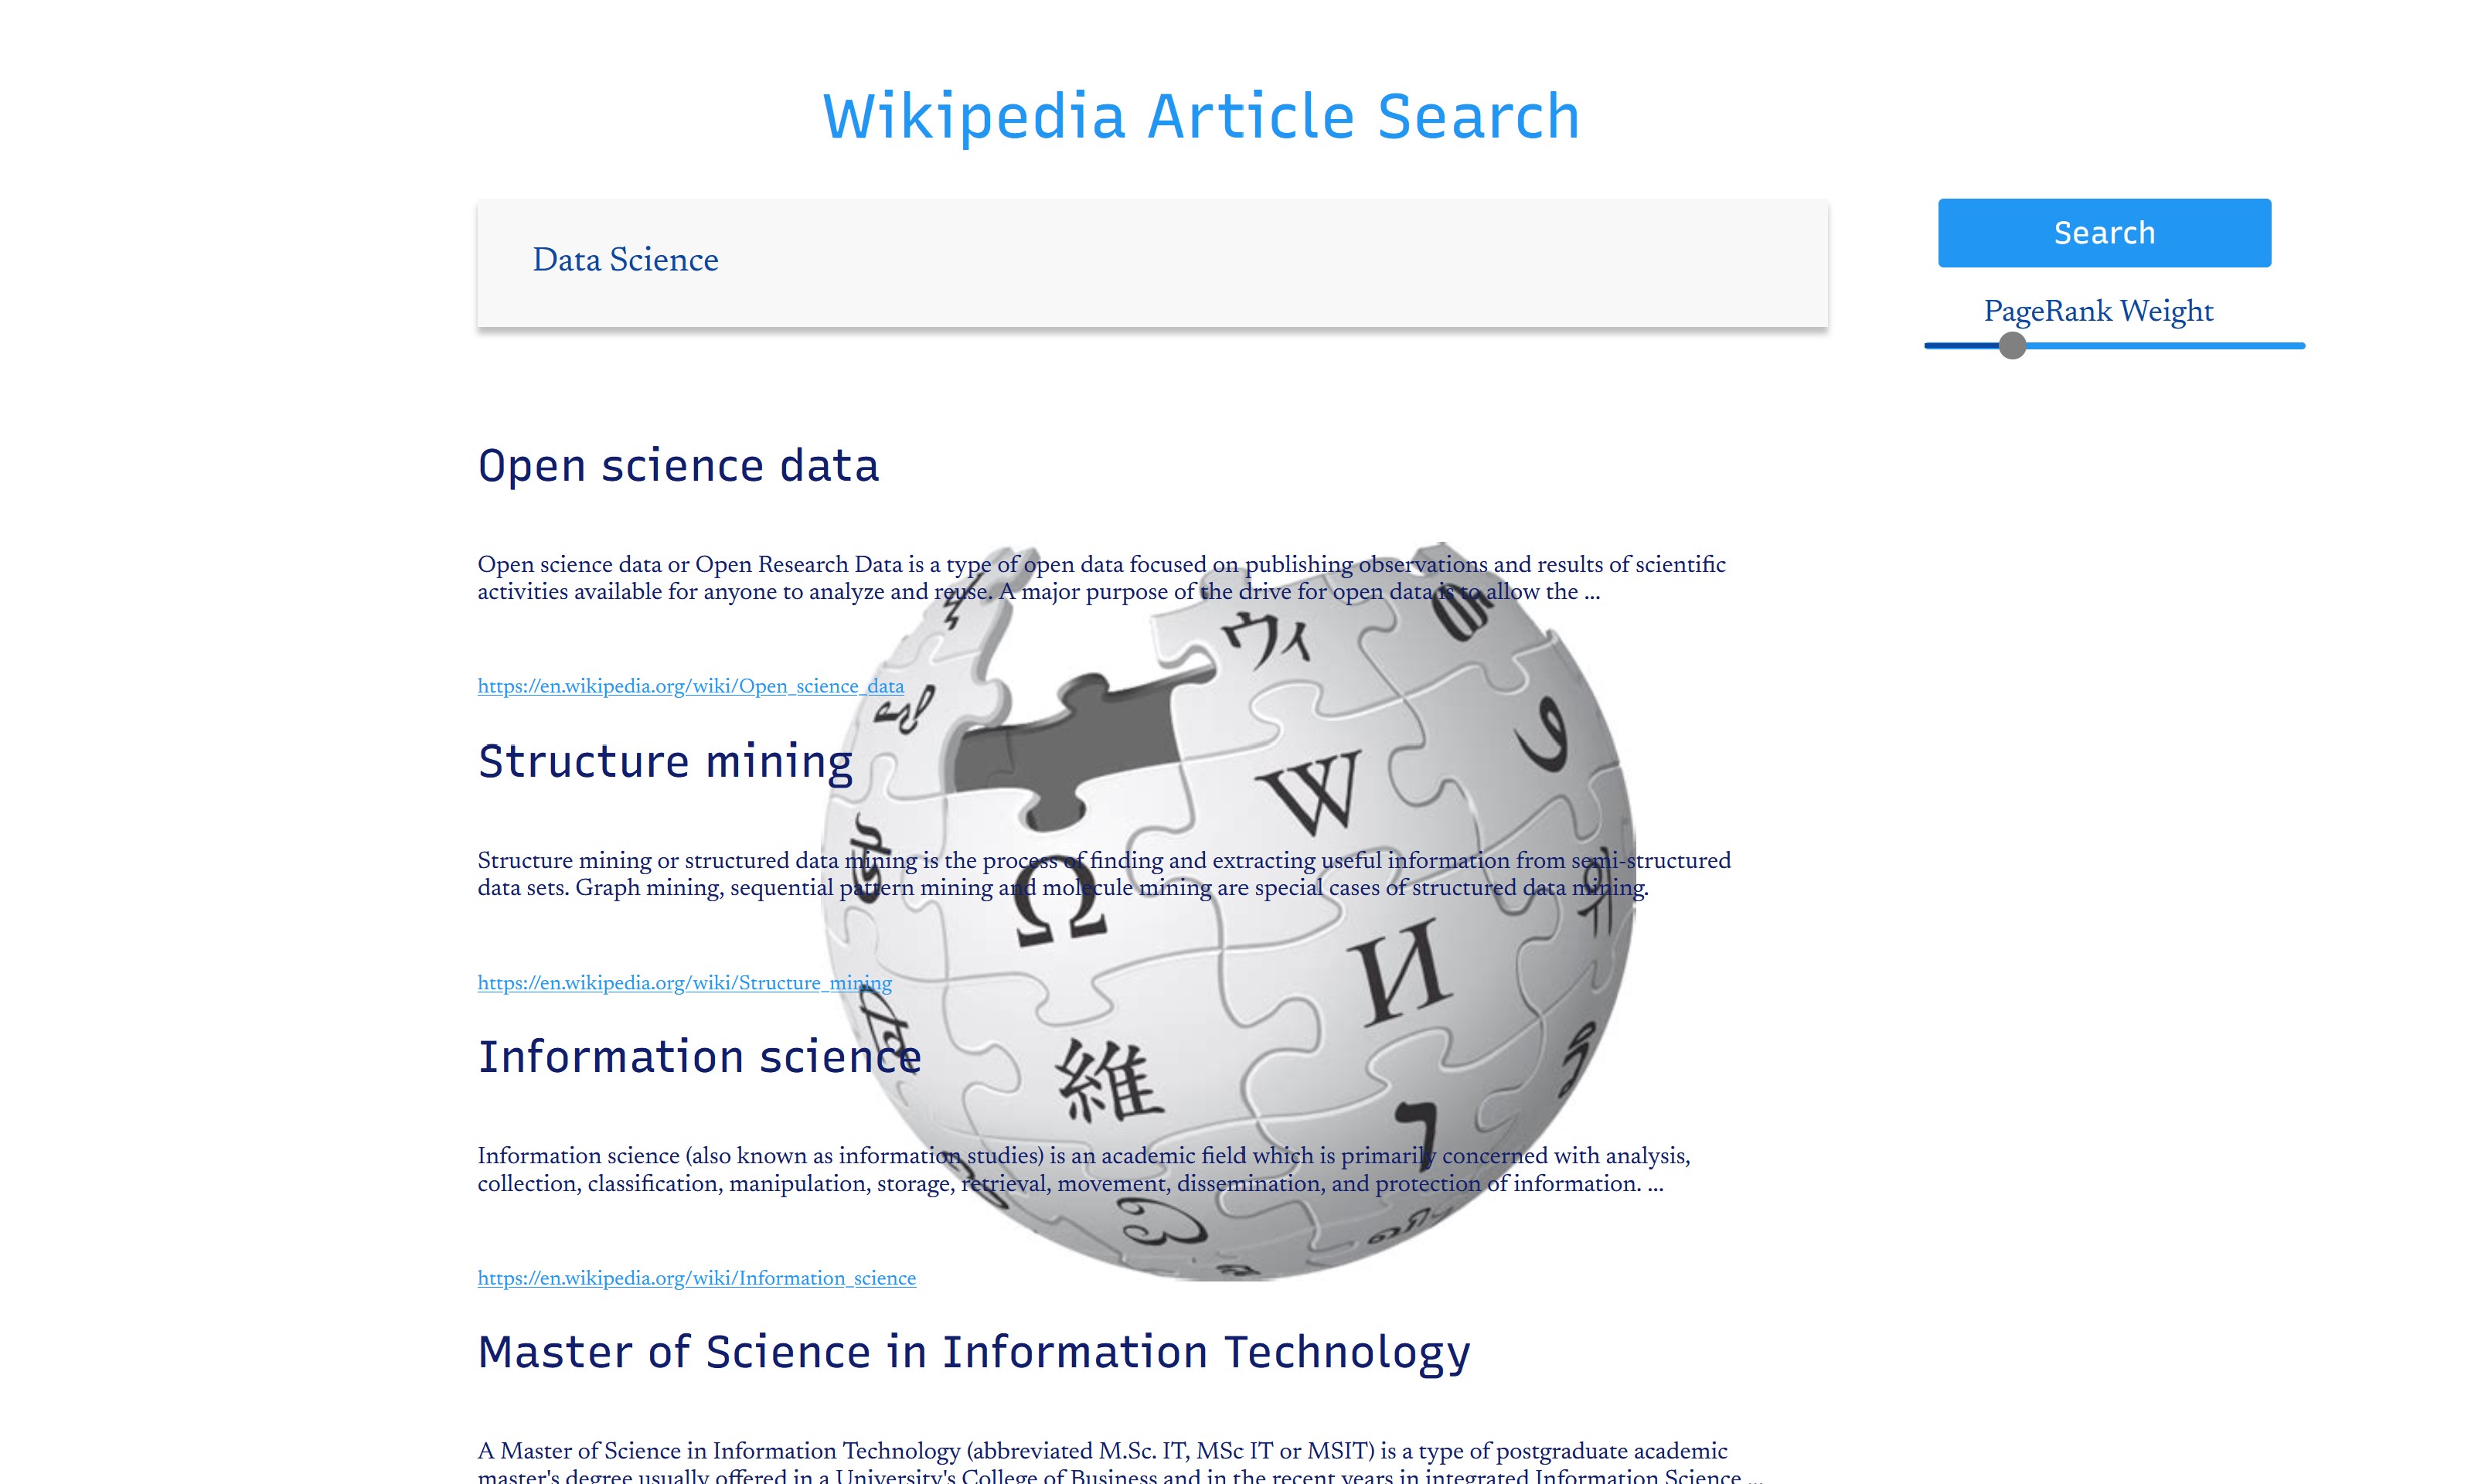 Wikipedia Article Search
Data Science
Search
PageRank Weight
Open science data
Open science data or Open Research Data is a type of open data focused on publishing observations and results of scientific
activities available for anyone to analyze and reuse. A major purpose of the drive for open data is to allow the ...
https://en.wikipedia.org/wiki/Open_science_data
Structure mining
Structure mining or structured data mining is the process of finding and extracting useful information from semi-structured
data sets. Graph mining, sequential pattern mining and molecule mining are special cases of structured data mining.
https://en.wikipedia.org/wiki/Structure_mining
Information science
Information science (also known as information studies) is an academic field which is primarily concerned with analysis,
collection, classification, manipulation, storage, retrieval, movement, dissemination, and protection of information. ...
https://en.wikipedia.org/wiki/Information_science
Master of Science in Information Technology
A Master of Science in Information Technology (abbreviated M.Sc. IT, MSc IT or MSIT) is a type of postgraduate academic
master's degree usually offered in a University's College of Business and in the recent years in integrated Information Science ...
ウィ
W
Ω
И
維
ו